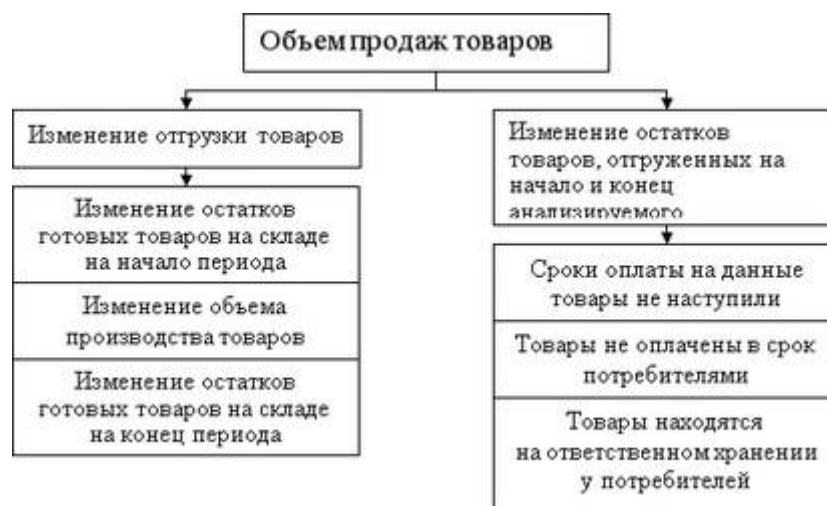 Объем продаж товаров
Изменение отгрузки товаров
Изменение остатков
готовых товаров на складе
на начало периода
Изменение объема
производства товаров
Изменение остатков
готовых товаров на складе
на конец периода
Изменение остатков
товаров, отгруженных на
начало и конец
анализируемого
Сроки оплаты на данные
товары не наступили
Товары не оплачены в срок
потребителями
Товары находятся
на ответственном хранении
у потребителей